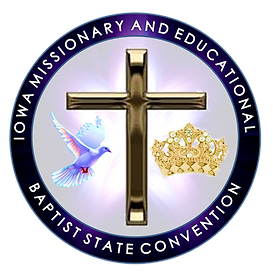 IOWA MISSIONARY AND EDUCATIONAL
BAPTIST STATE CONVENTION